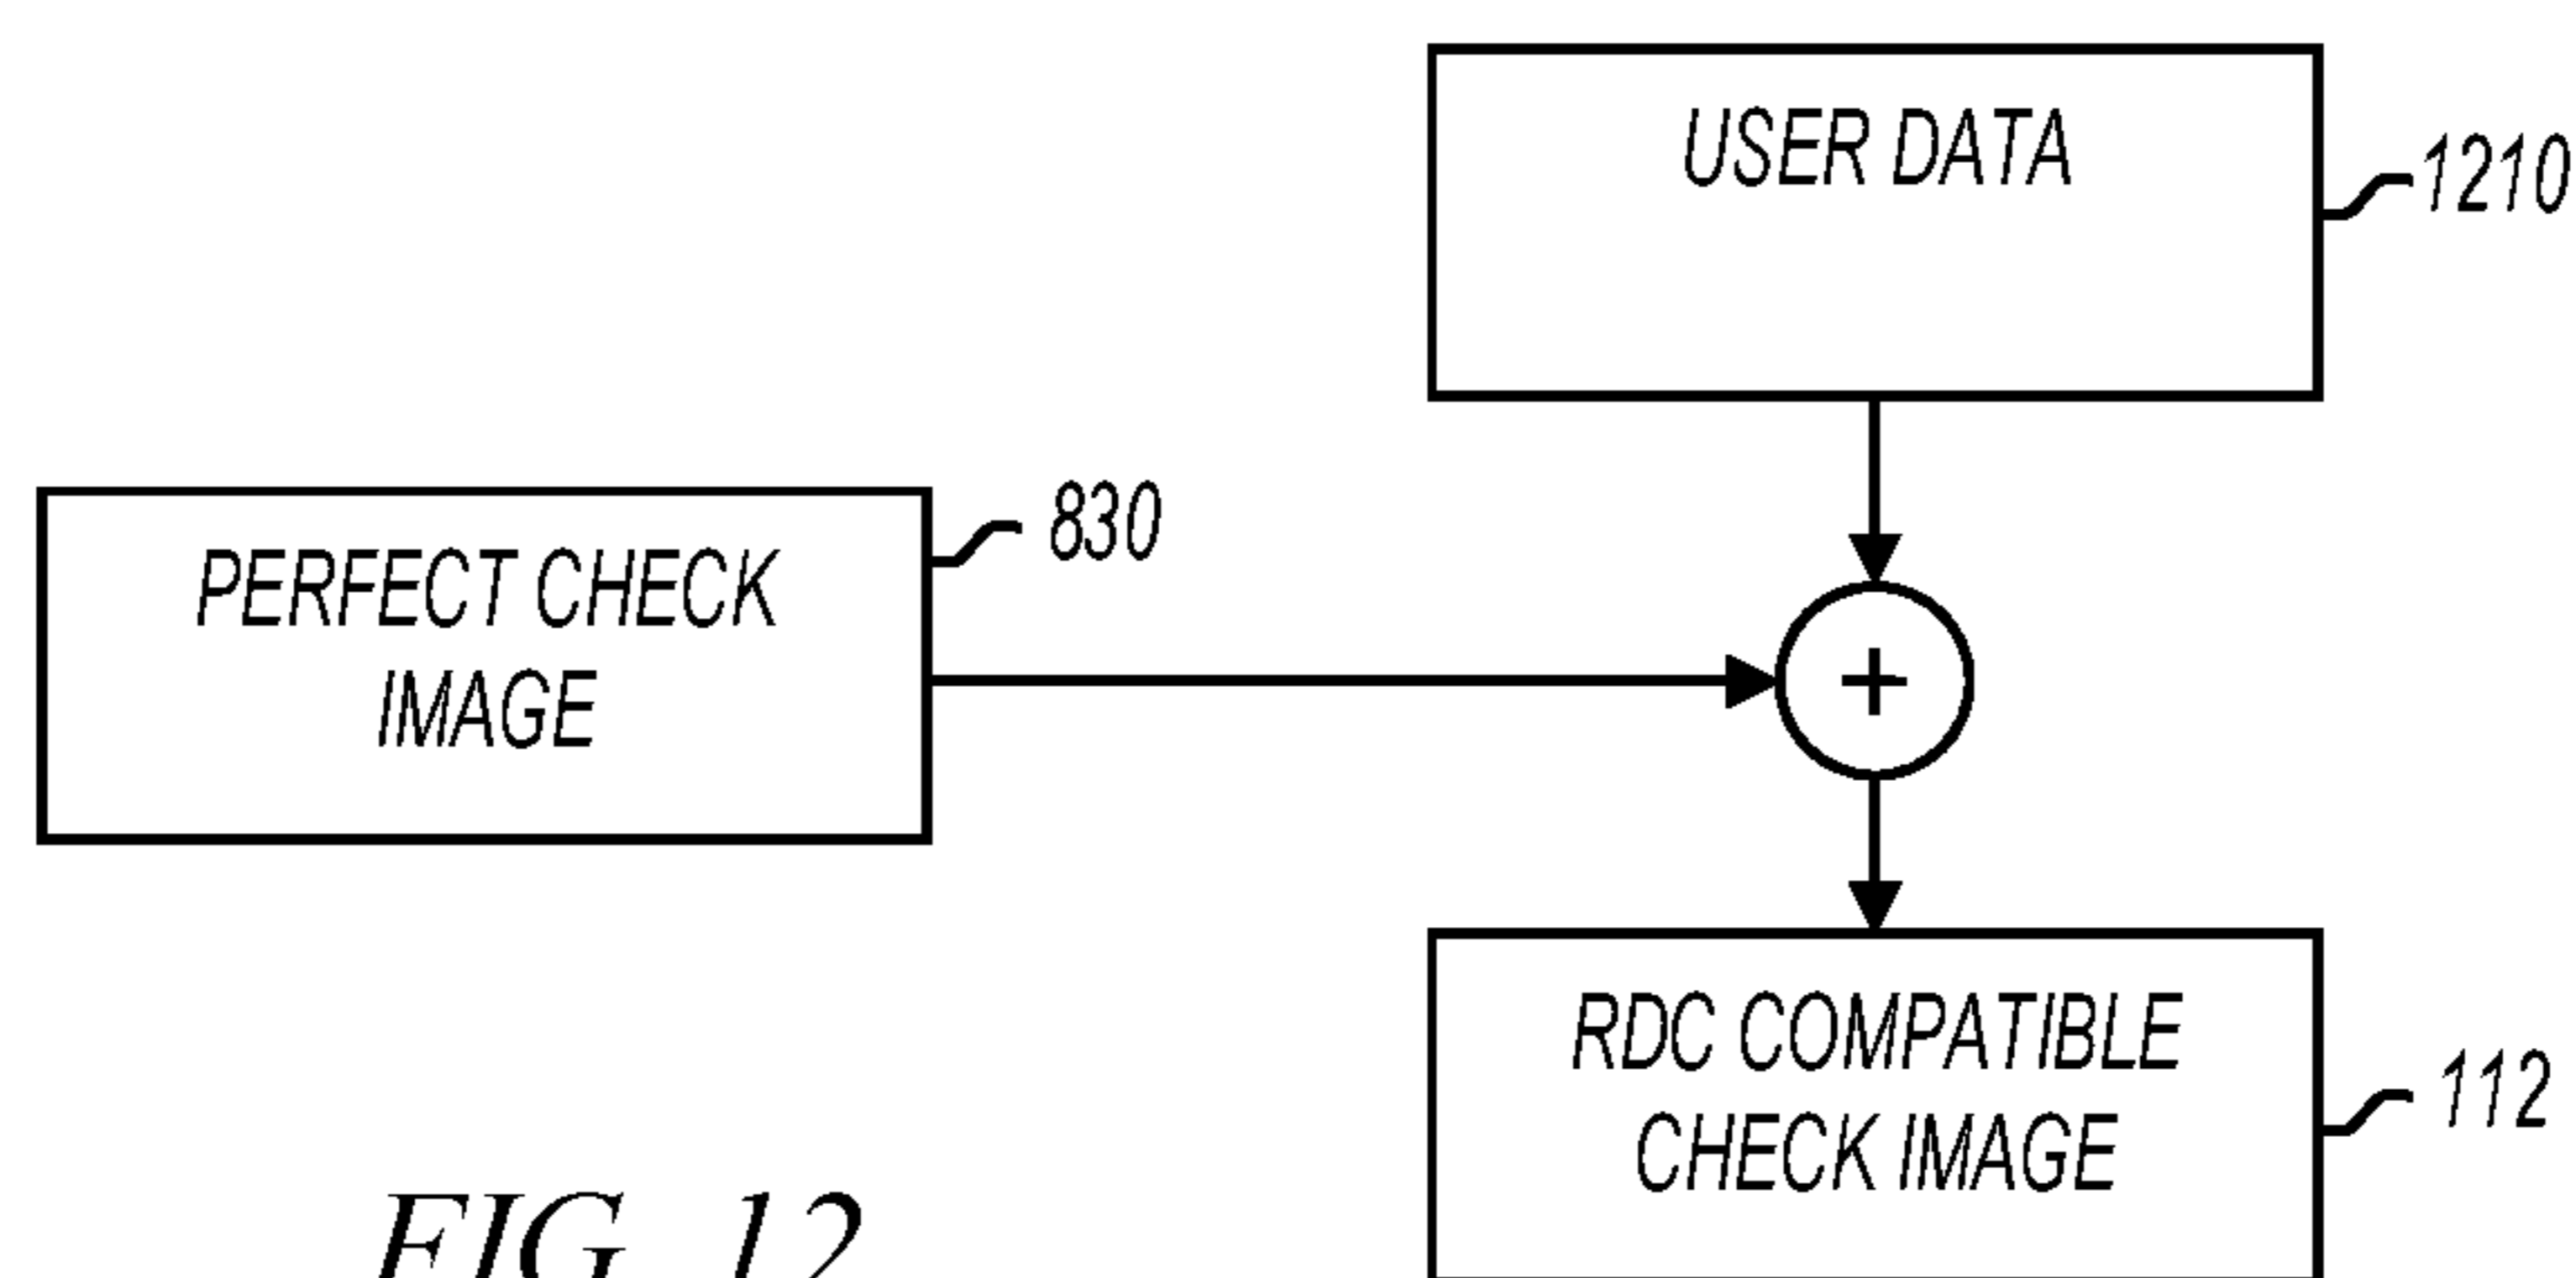 USER DATA
1210
PERFECT CHECK
IMAGE
830
+
RDC COMPATIBLE
CHECK IMAGE
112
FIG. 12